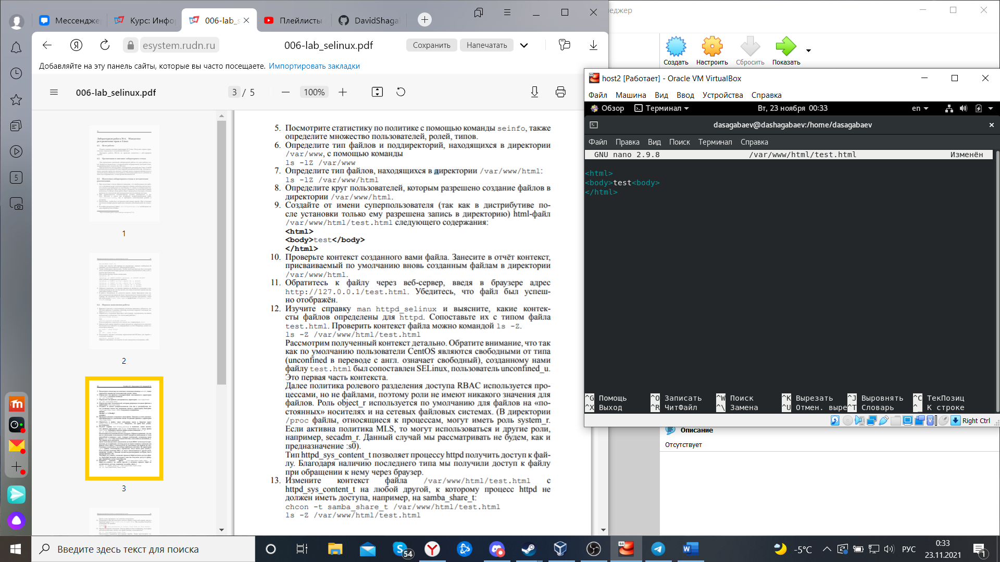 Мессендже
Курс: Инфо
006-lab_s
Плейлисты
DavidShaga
esystem.rudn.ru
006-lab_selinux.pdf
Сохранить
Напечатать
Добавляйте на эту панель сайты, которые вы часто посещаете. Импортировать закладки
006-lab_selinux.pdf
3 / 5
100%
5
1
2
3
5. Посмотрите статистику по политике с помощью команды seinfo, также
определите множество пользователей, ролей, типов.
6. Определите тип файлов и поддиректорий, находящихся в директории
/var/www, с помощью команды
ls -lZ /var/www
7. Определите тип файлов, находящихся в директории /var/www/html:
ls -lZ /var/www/html
8. Определите круг пользователей, которым разрешено создание файлов в
директории /var/www/html.
9. Создайте от имени суперпользователя (так как в дистрибутиве по-
сле установки только ему разрешена запись в директорию) html-файл
/var/www/html/test.html следующего содержания:
<html>
<body>test</body>
</html>
10. Проверьте контекст созданного вами файла. Занесите в отчёт контекст,
присваиваемый по умолчанию вновь созданным файлам в директории
/var/www/html.
11. Обратитесь к файлу через веб-сервер, введя в браузере адрес
http://127.0.0.1/test.html. Убедитесь, что файл был успеш-
но отображён.
12. Изучите справку man httpd_selinux и выясните, какие контек-
сты файлов определены для httpd. Сопоставьте их с типом файла
test.html. Проверить контекст файла можно командой ls -Z.
ls -Z /var/www/html/test.html
Рассмотрим полученный контекст детально. Обратите внимание, что так
как по умолчанию пользователи CentOS являются свободными от типа
(unconfined в переводе с англ. означает свободный), созданному нами
файлу test.html был сопоставлен SELinux, пользователь unconfined_u.
Это первая часть контекста.
Далее политика ролевого разделения доступа RBAC используется про-
цессами, но не файлами, поэтому роли не имеют никакого значения для
файлов. Роль object_r используется по умолчанию для файлов на «по-
стоянных» носителях и на сетевых файловых системах. (В директории
/proc файлы, относящиеся к процессам, могут иметь роль system_r.
Если активна политика MLS, то могут использоваться и другие роли,
например, secadm_r. Данный случай мы рассматривать не будем, как и
предназначение :s0).
Тип httpd_sys_content_t позволяет процессу httpd получить доступ к фай-
лу. Благодаря наличию последнего типа мы получили доступ к файлу
при обращении к нему через браузер.
13. Измените контекст файла /var/www/html/test.html с
httpd_sys_content_t на любой другой, к которому процесс httpd не
должен иметь доступа, например, на samba_share_t:
chcon -t samba_share_t /var/www/html/test.html
ls -Z /var/www/html/test.html
Создать
Настроить
Сбросить
Показать
host2 [Работает] - Oracle VM VirtualBox
Файл Машина Вид Ввод Устройства Справка
Обзор Терминал Вт, 23 ноября 00:33 en
dasagabaev@dashagabaev:/home/dasagabaev
Файл Правка Вид Поиск Терминал Справка
GNU nano 2.9.8 /var/www/html/test.html Изменён
<html>
<body>test<body>
</html>
^G Помощь ^O Записать ^W Поиск ^K Вырезать ^J Выровнять ^C ТекПозиц
^X Выход ^R ЧитФайл ^\ Замена ^U Отмен. выре^T Словарь ^_ К строке
Right Ctrl
Описание
Отсутствует
Введите здесь текст для поиска
54
-5°C
РУС
0:33
23.11.2021
1